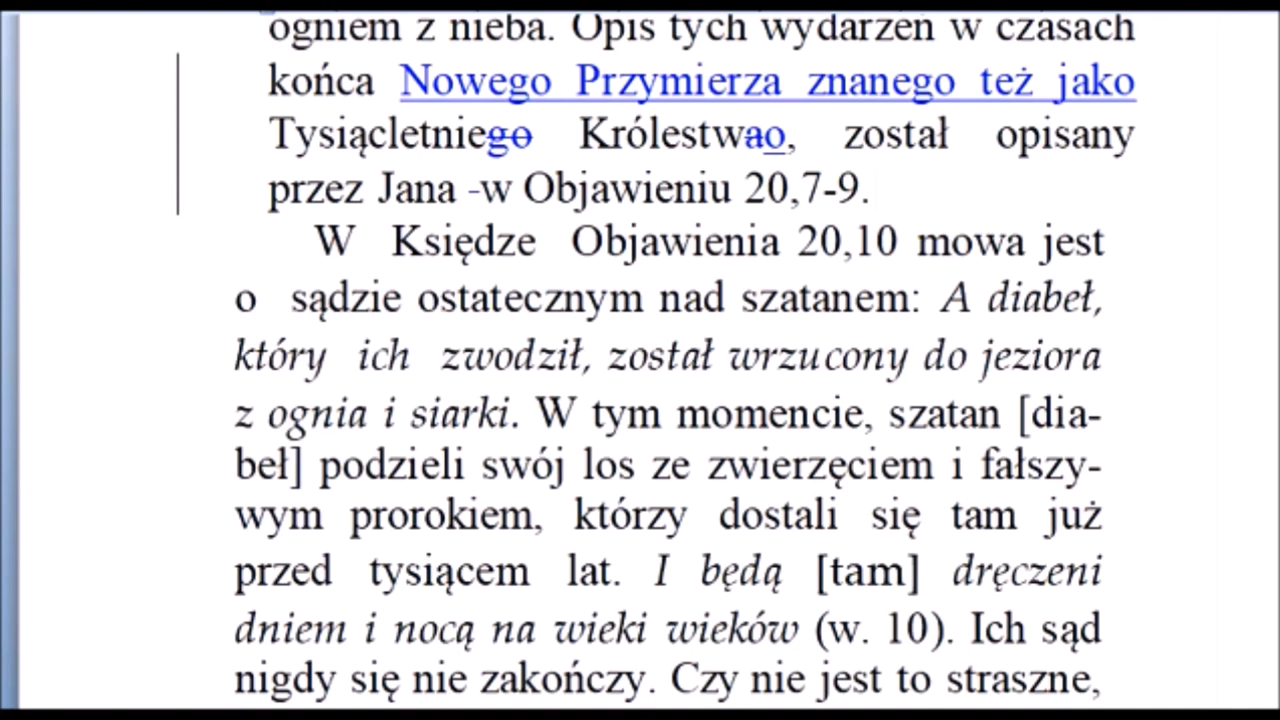 ogniem z nieba. Opis tych wydarzeń w czasach
końca Nowego Przymierza znanego też jako
Tysiącletniego Królestwao, został opisany
przez Jana -w Objawieniu 20,7-9.
W Księdze Objawienia 20,10 mowa jest
o sądzie ostatecznym nad szatanem: A diabeł,
który ich zwodził, został wrzucony do jeziora
z ognia i siarki. W tym momencie, szatan [dia-
beł] podzieli swój los ze zwierzęciem i fałszy-
wym prorokiem, którzy dostali się tam już
przed tysiącem lat. I będą [tam] dręczeni
dniem i nocą na wieki wieków (w. 10). Ich sąd
nigdy się nie zakończy. Czy nie jest to straszne,